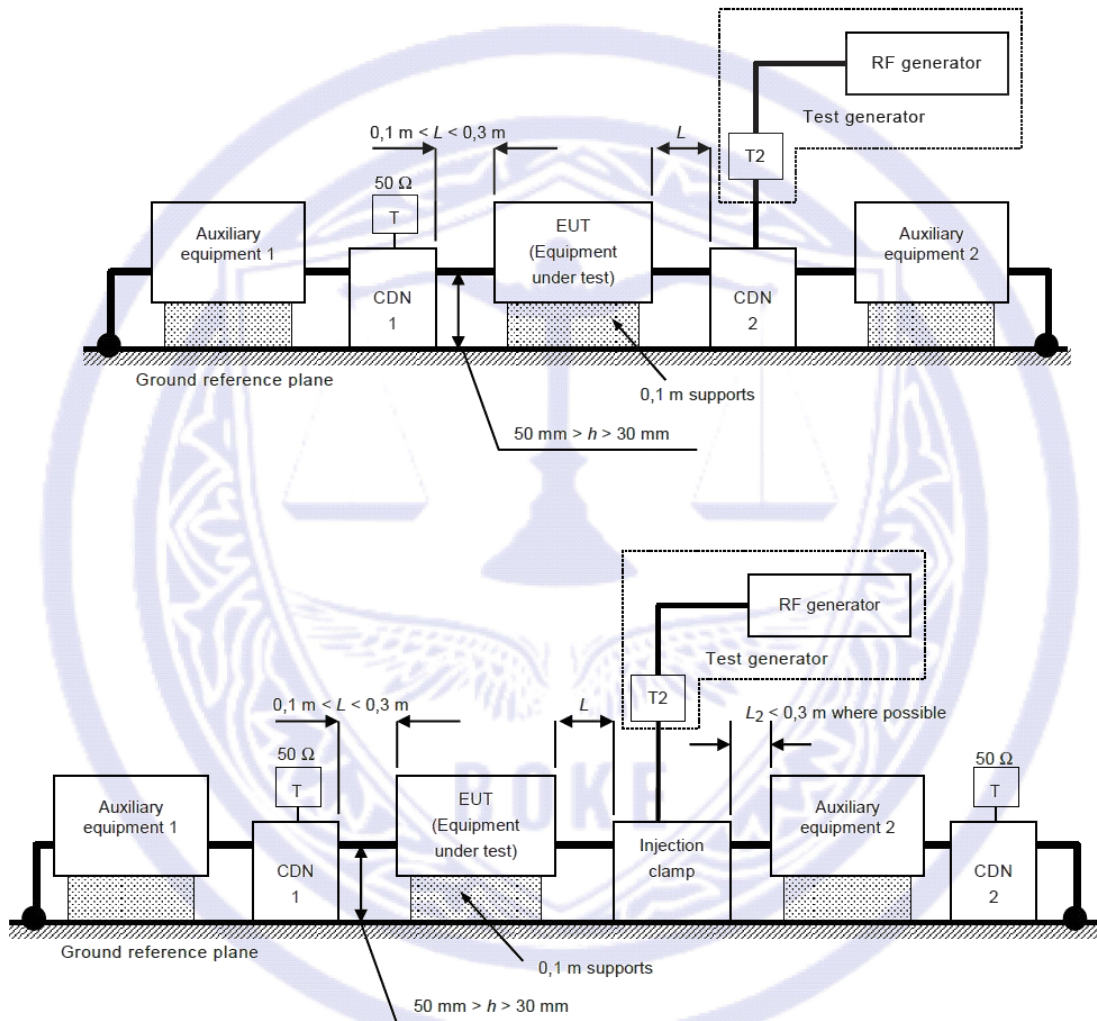 RF generator
Test generator
0,1 m < L < 0,3 m
L
T2
50 Ω
T
Auxiliary
equipment 1
EUT
(Equipment
under test)
Auxiliary
equipment 2
CDN
1
CDN
2
Ground reference plane
0,1 m supports
50 mm > h > 30 mm
RF generator
Test generator
0,1 m < L < 0,3 m
L
T2
L2 < 0,3 m where possible
50 Ω
T
50 Ω
T
Auxiliary
equipment 1
EUT
(Equipment
under test)
Auxiliary
equipment 2
Injection
clamp
CDN
1
CDN
2
Ground reference plane
0,1 m supports
50 mm > h > 30 mm